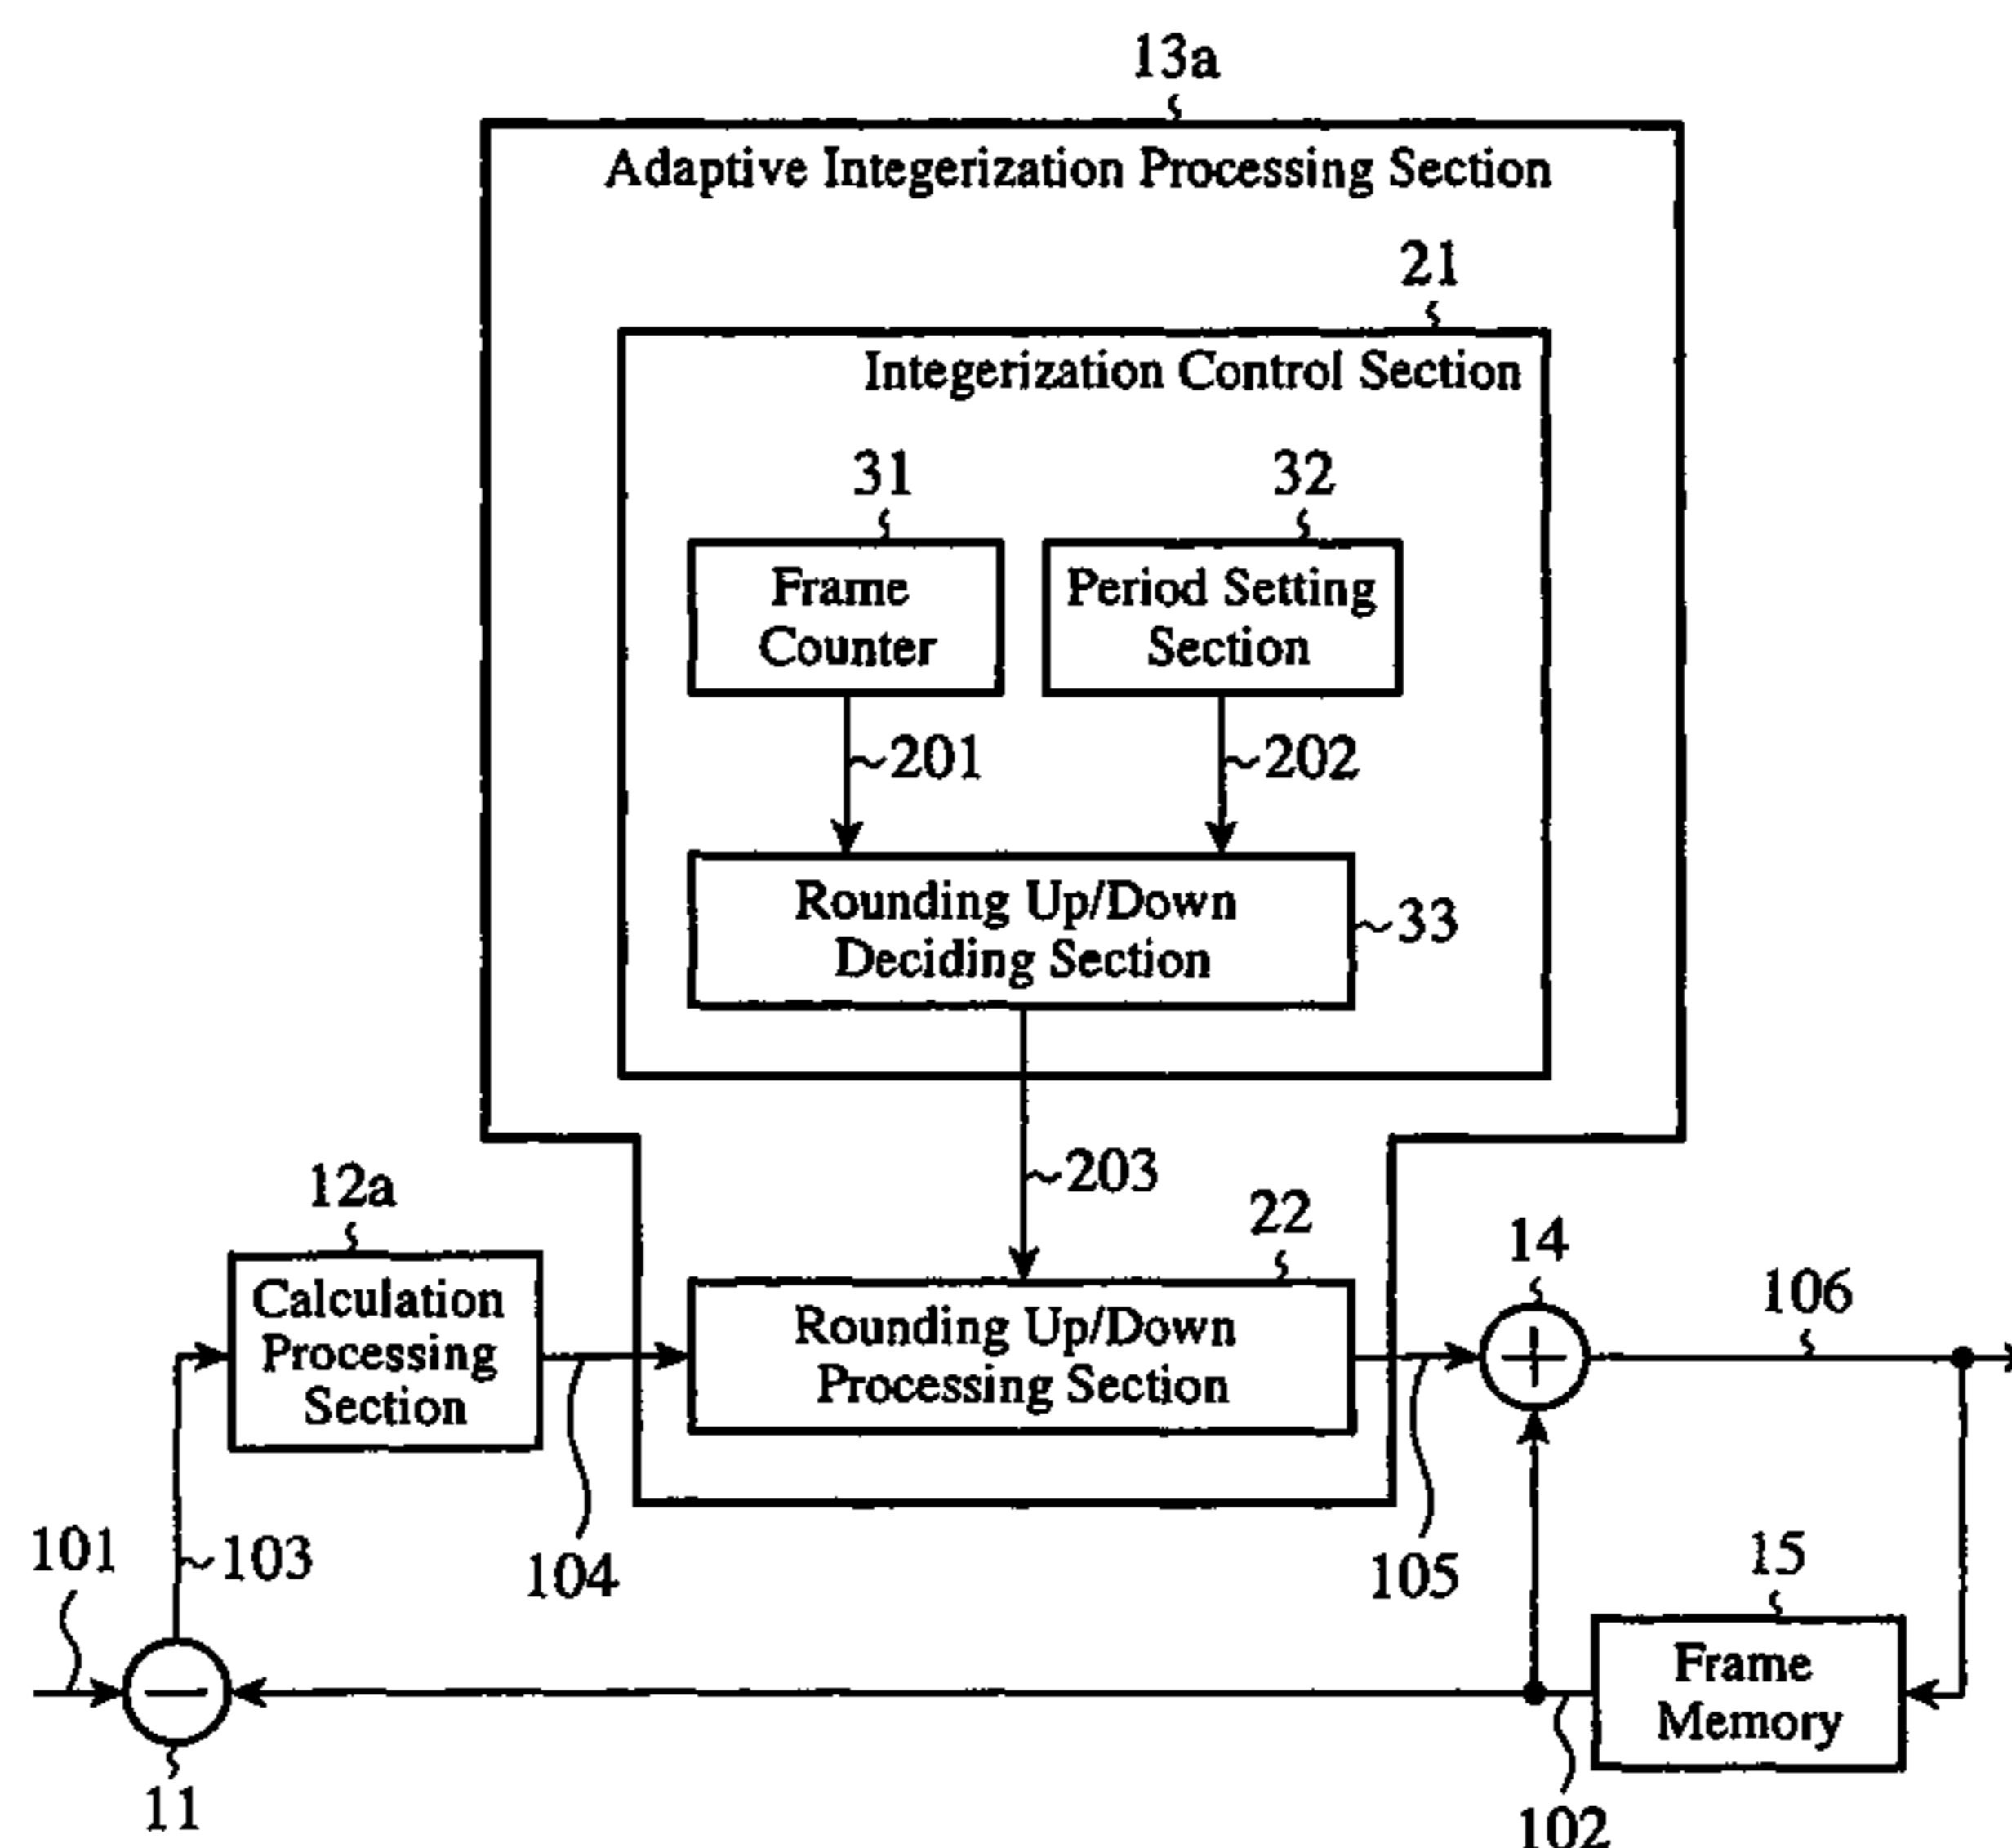 13a
Adaptive Integerization Processing Section
21
Integerization Control Section
31
32
Frame
Counter
Period Setting
Section
201
202
Rounding Up/Down
Deciding Section
33
203
12a
Calculation
Processing
Section
22
Rounding Up/Down
Processing Section
14
106
101
103
104
105
15
Frame
Memory
11
102